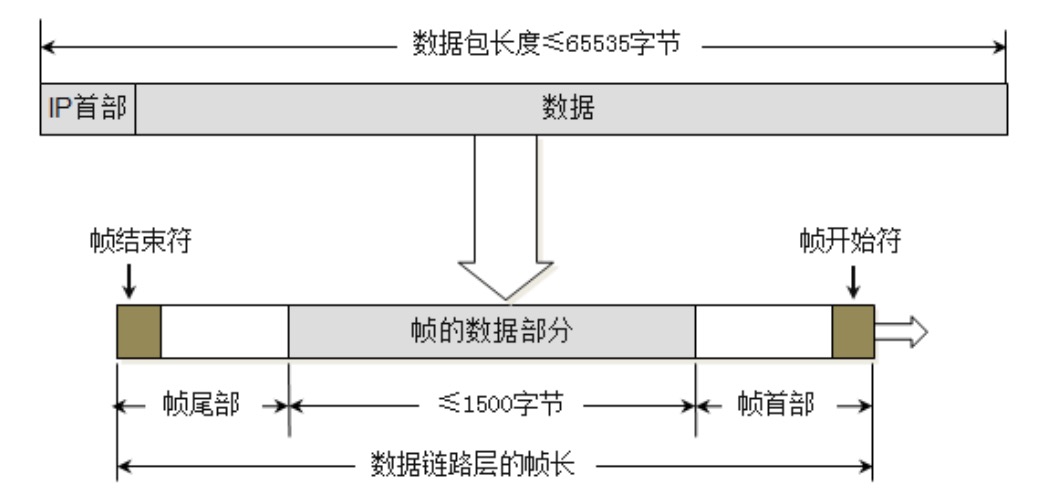 数据包长度≤65535字节
IP首部 数据
帧结束符 帧开始符
帧的数据部分
帧尾部 ≤1500字节 帧首部
数据链路层的帧长